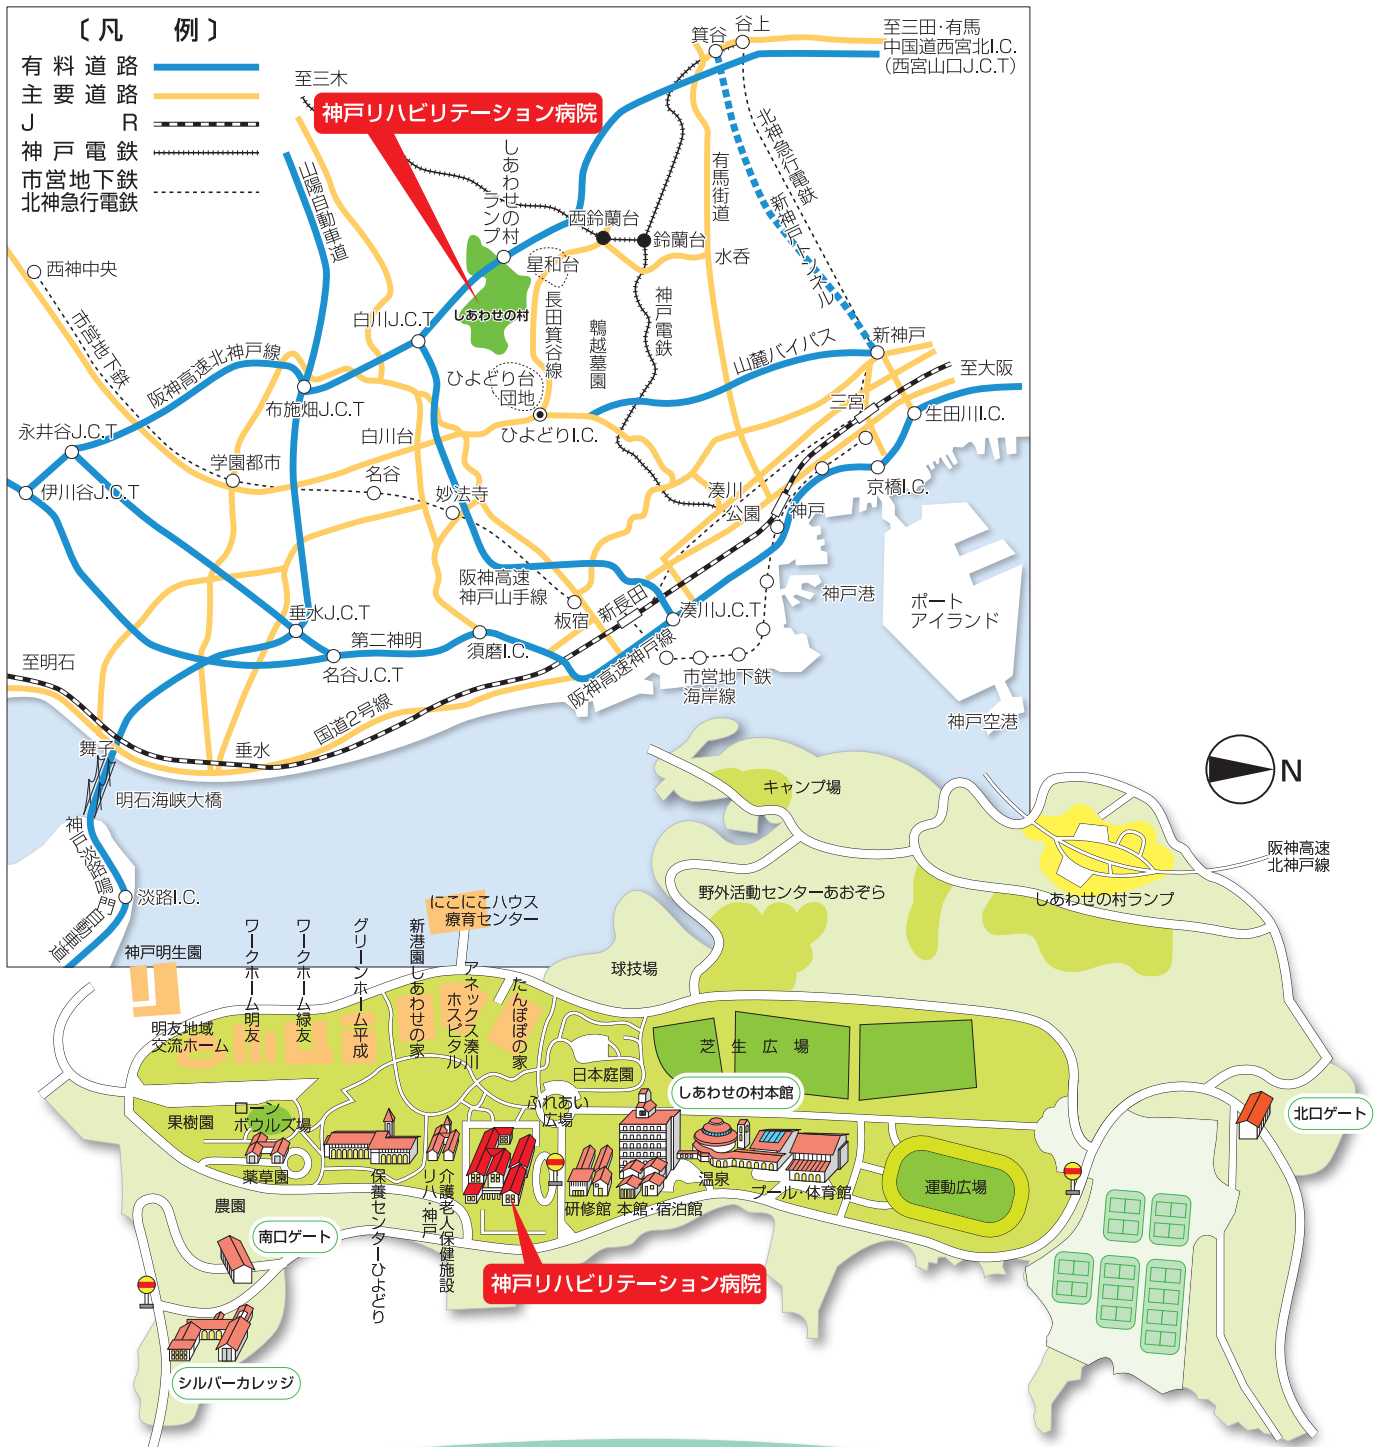 〔凡 例〕
有料道路
主要道路
JR
神戸電鉄
市営地下鉄
北神急行電鉄
至三木
神戸リハビリテーション病院
箕谷
谷上
至三田・有馬
中国道西宮北I.C.
(西宮山口J.C.T)
山陽自動車道
しあわせの村
ランプ
有馬街道
北神急行電鉄
新神戸トンネル
西鈴蘭台
鈴蘭台
水呑
星和台
西神中央
市営地下鉄
白川J.C.T
しあわせの村
長田箕谷線
鵯越墓園
神戸電鉄
山麓バイパス
新神戸
至大阪
阪神高速北神戸線
布施畑J.C.T
ひよどり台
団地
三宮
生田川I.C.
永井谷J.C.T
白川台
ひよどりI.C.
学園都市
名谷
伊川谷J.C.T
妙法寺
湊川
公園
神戸
京橋I.C.
阪神高速
神戸山手線
板宿
新長田
湊川J.C.T
神戸港
ポート
アイランド
垂水J.C.T
第二神明
須磨I.C.
名谷J.C.T
至明石
阪神高速神戸線
市営地下鉄
海岸線
神戸空港
国道2号線
舞子
垂水
明石海峡大橋
神戸淡路鳴門自動車道
淡路I.C.
N
キャンプ場
阪神高速
北神戸線
野外活動センターあおぞら
しあわせの村ランプ
にこにこハウス
療育センター
球技場
神戸明生園
ワークホーム明友
ワークホーム緑友
グリーンホーム平成
新港園しあわせの家
アネックス湊川
ホスピタル
たんぽぽの家
明友地域
交流ホーム
芝生広場
日本庭園
しあわせの村本館
ふれあい
広場
果樹園
ローン
ボウルズ場
北口ゲート
薬草園
保養センターひよどり
介護老人保健施設
リハ神戸
研修館
本館・宿泊館
温泉
プール・体育館
運動広場
農園
南口ゲート
神戸リハビリテーション病院
シルバーカレッジ